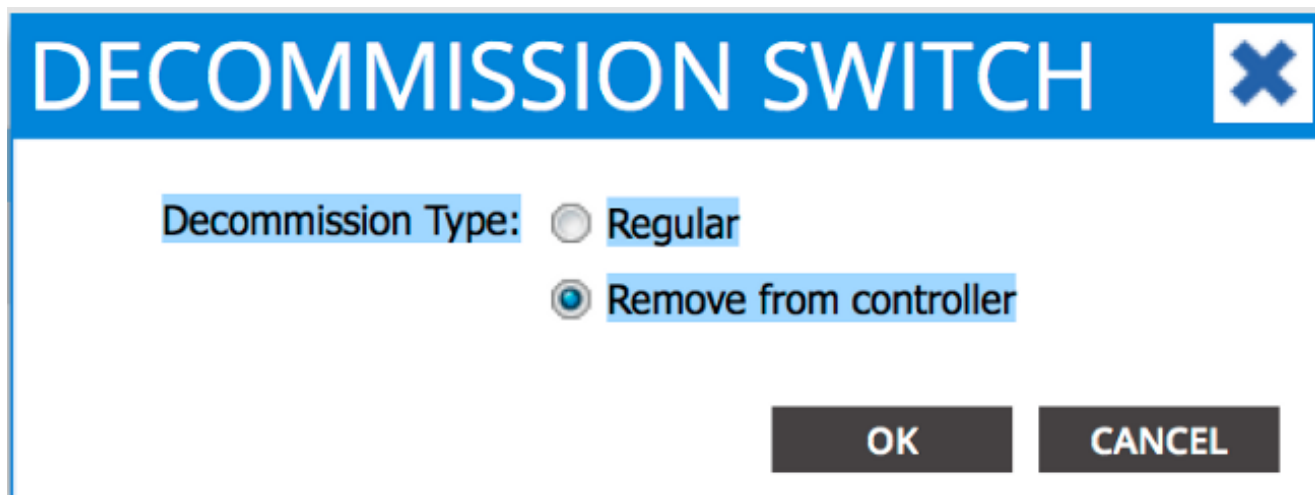 DECOMMISSION SWITCH
Decommission Type: Regular
Remove from controller
OK CANCEL